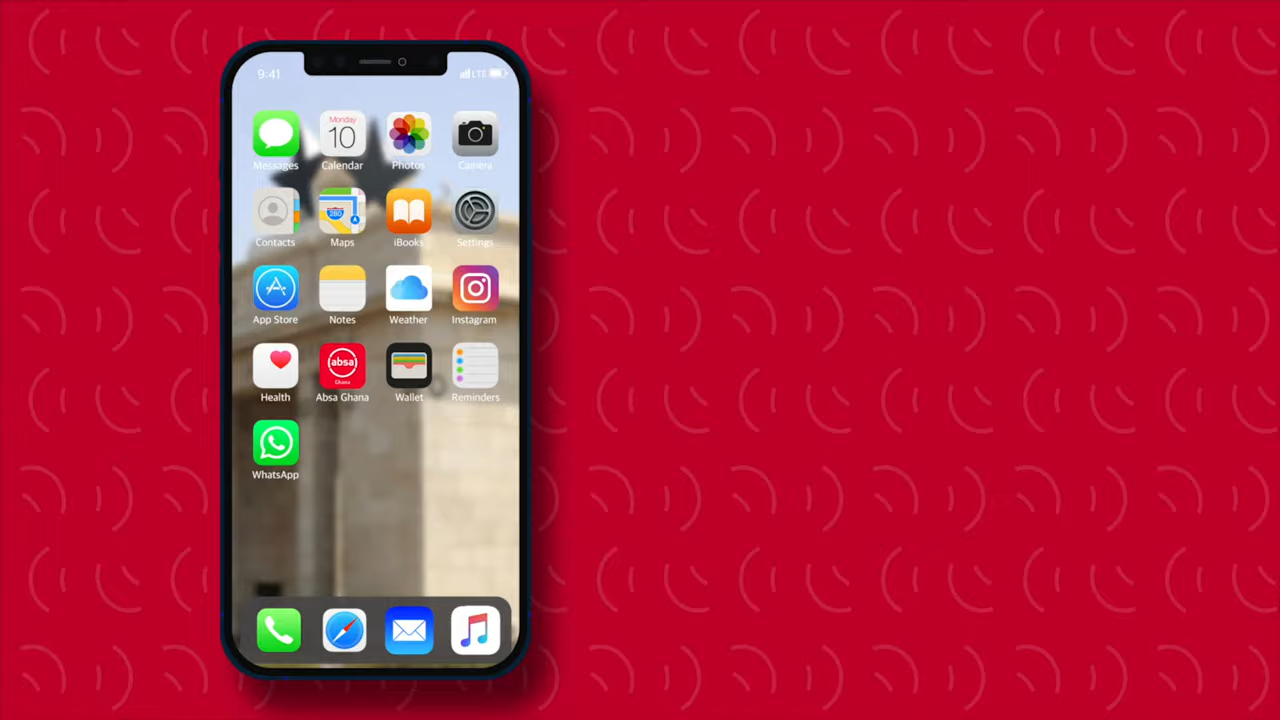 9:41 LTE
Monday
10
Messages Calendar Photos Camera
280
Contacts Maps iBooks Settings
App Store Notes Weather Instagram
absa
Ghana
Health Absa Ghana Wallet Reminders
WhatsApp